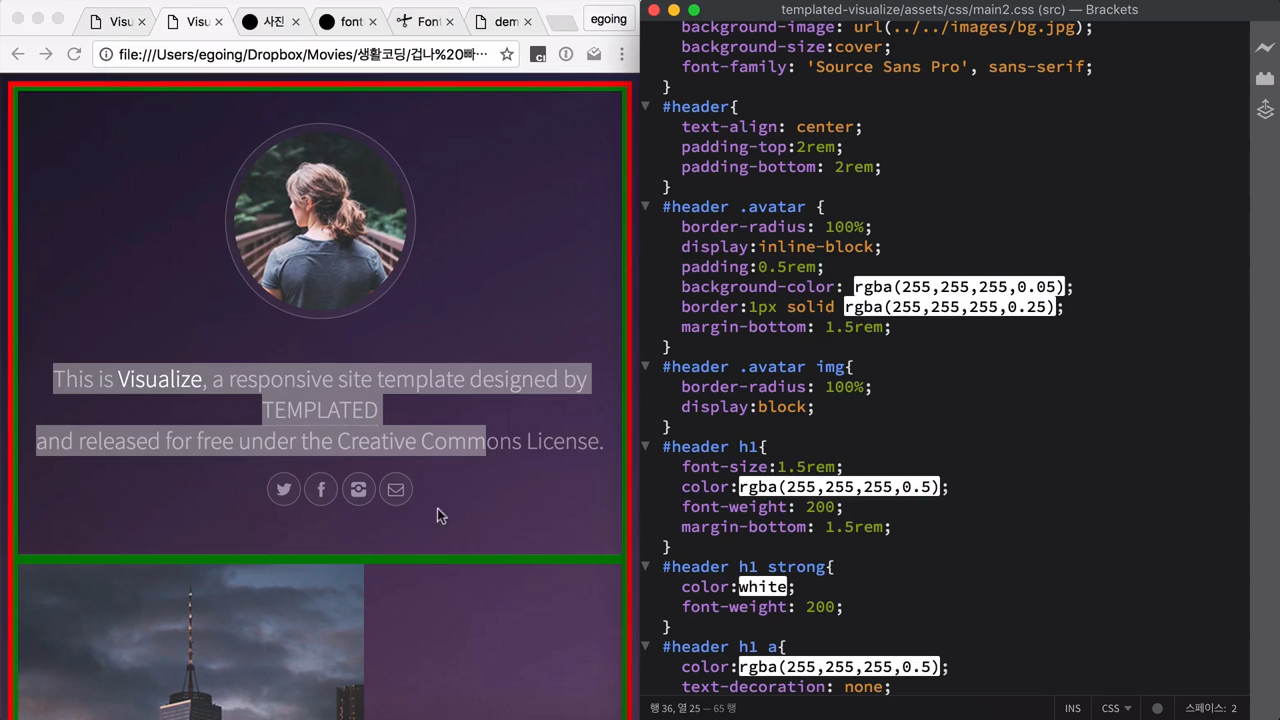 Visu
Visu
사진
font
Font
dem
egoing
file:///Users/egoing/Dropbox/Movies/생활코딩/겁나%20빠…
This is Visualize, a responsive site template designed by
TEMPLATED
and released for free under the Creative Commons License.
templated-visualize/assets/css/main2.css (src) — Brackets
background-image: url(../../images/bg.jpg);
background-size:cover;
font-family: 'Source Sans Pro', sans-serif;
}
#header{
text-align: center;
padding-top:2rem;
padding-bottom: 2rem;
}
#header .avatar {
border-radius: 100%;
display:inline-block;
padding:0.5rem;
background-color: rgba(255,255,255,0.05);
border:1px solid rgba(255,255,255,0.25);
margin-bottom: 1.5rem;
}
#header .avatar img{
border-radius: 100%;
display:block;
}
#header h1{
font-size:1.5rem;
color:rgba(255,255,255,0.5);
font-weight: 200;
margin-bottom: 1.5rem;
}
#header h1 strong{
color:white;
font-weight: 200;
}
#header h1 a{
color:rgba(255,255,255,0.5);
text-decoration: none;
행 36, 열 25 — 65 행
INS
CSS
스페이스: 2